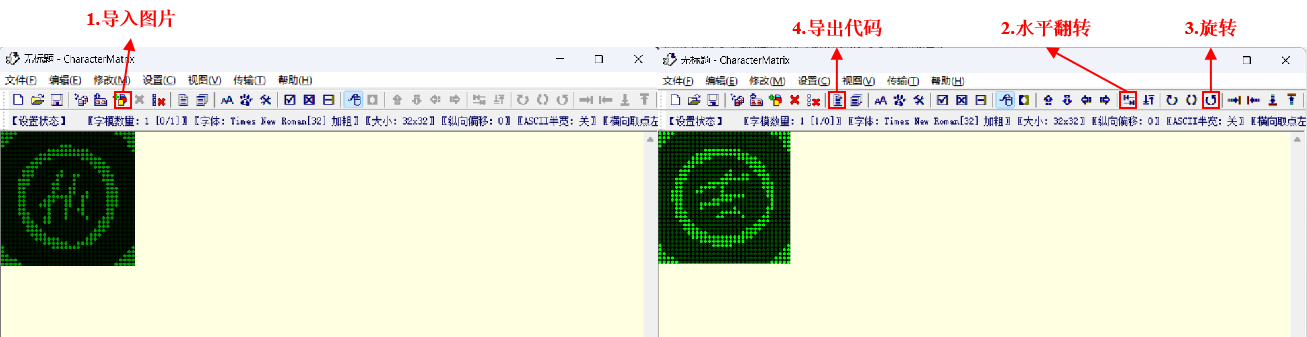 1.导入图片
4.导出代码
2.水平翻转
3.旋转
无标题 - CharacterMatrix
文件(F) 编辑(E) 修改(M) 设置(C) 视图(V) 传输(T) 帮助(H)
【设置状态】 〖字模数量: 1 [0/1]〗〖字体: Times New Roman[32] 加粗〗〖大小: 32x32〗〖纵向偏移: 0〗〖ASCII半宽: 关〗〖横向取点左
无标题 - CharacterMatrix
文件(F) 编辑(E) 修改(M) 设置(C) 视图(V) 传输(T) 帮助(H)
【设置状态】 〖字模数量: 1 [1/0]〗〖字体: Times New Roman[32] 加粗〗〖大小: 32x32〗〖纵向偏移: 0〗〖ASCII半宽: 关〗〖横向取点左